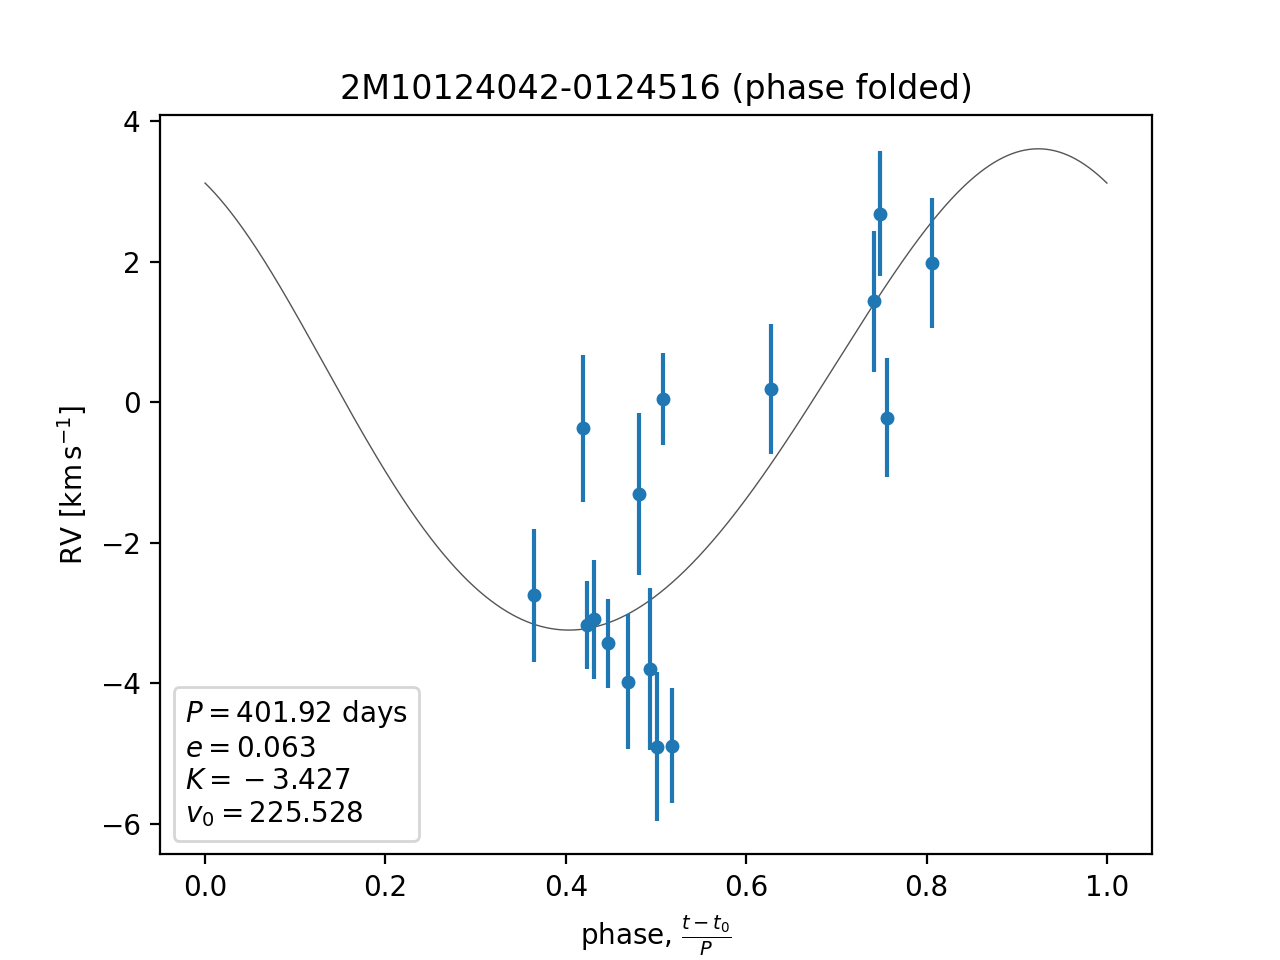 2M10124042-0124516 (phase folded)
RV [km s⁻¹]
4
2
0
−2
−4
−6
P = 401.92 days
e = 0.063
K = −3.427
v₀ = 225.528
0.0 0.2 0.4 0.6 0.8 1.0
phase, (t − t₀)/P